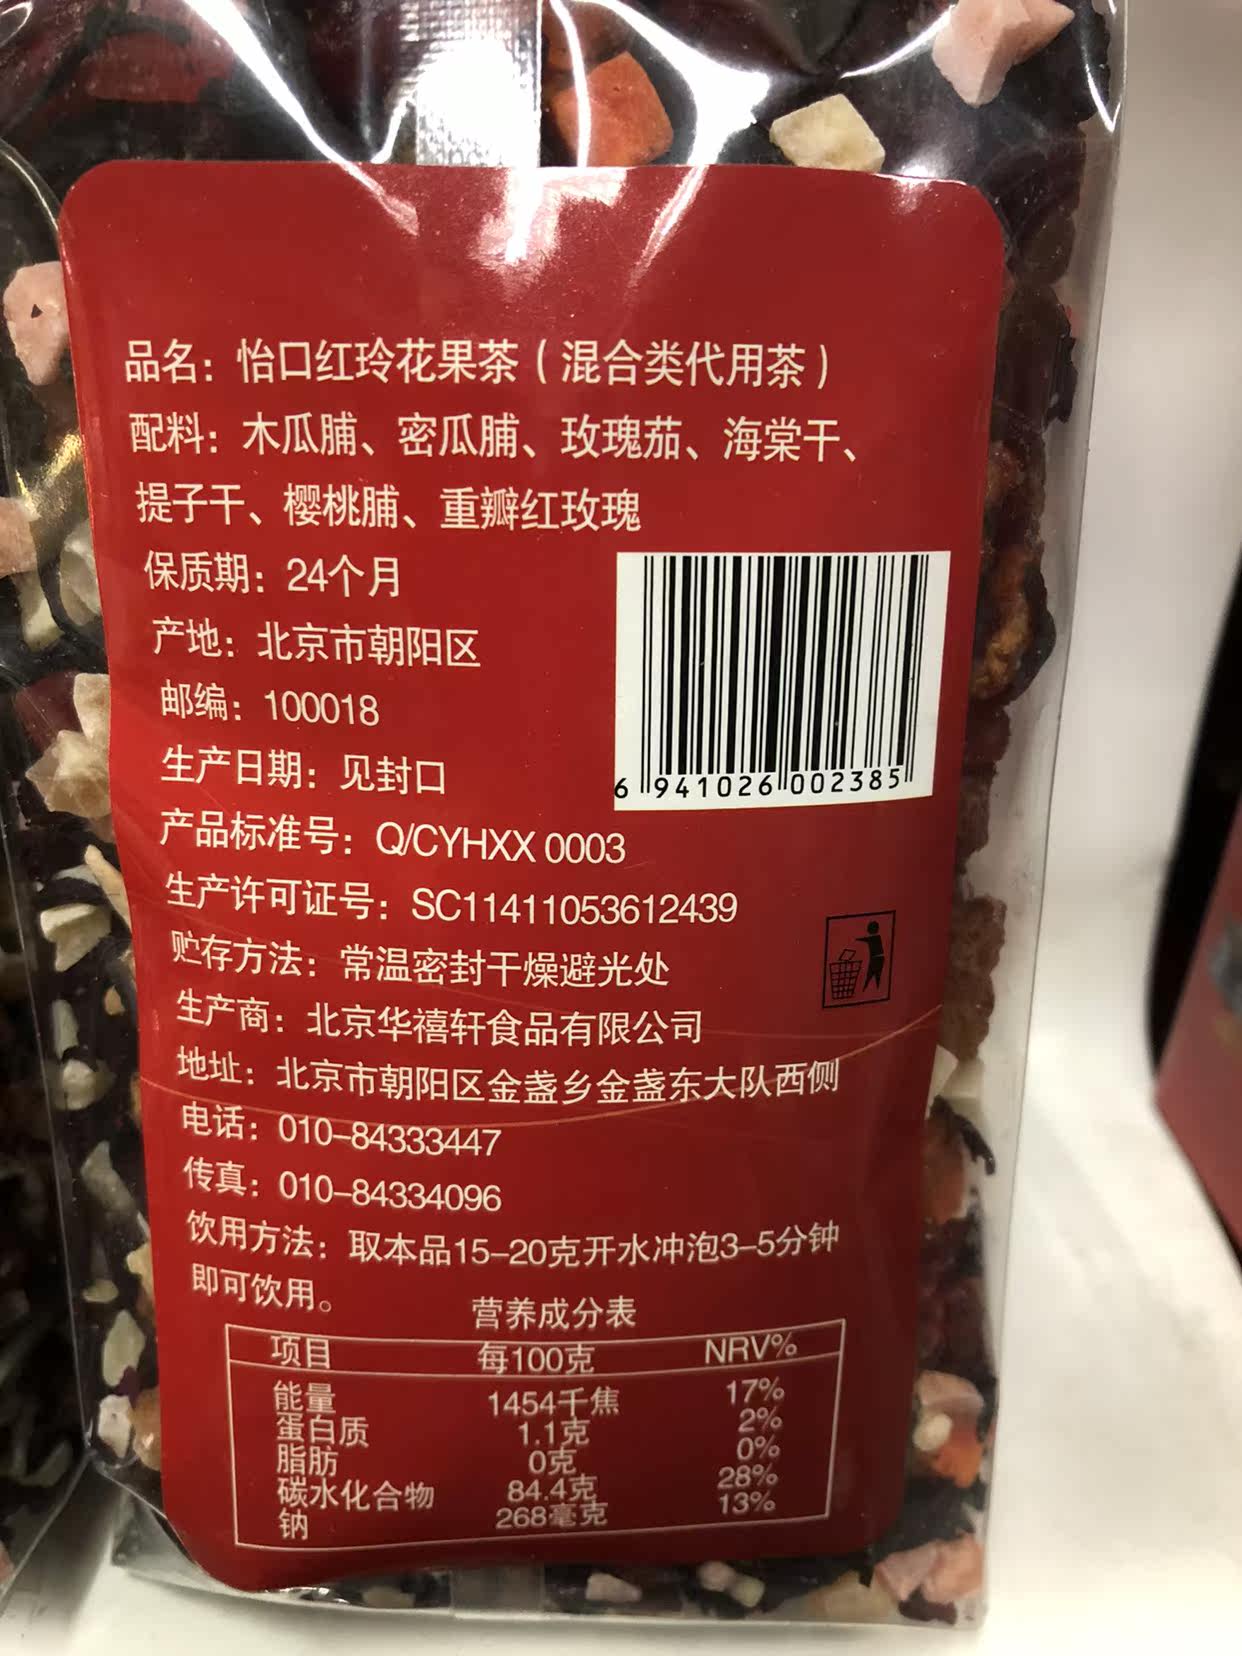 品名：怡口红玲花果茶（混合类代用茶）
配料：木瓜脯、密瓜脯、玫瑰茄、海棠干、
提子干、樱桃脯、重瓣红玫瑰
保质期：24个月
产地：北京市朝阳区
邮编：100018
生产日期：见封口
6 941026 002385
产品标准号：Q/CYHXX 0003
生产许可证号：SC11411053612439
贮存方法：常温密封干燥避光处
生产商：北京华禧轩食品有限公司
地址：北京市朝阳区金盏乡金盏东大队西侧
电话：010-84333447
传真：010-84334096
饮用方法：取本品15-20克开水冲泡3-5分钟
即可饮用。
营养成分表
项目 每100克 NRV%
能量 1454千焦 17%
蛋白质 1.1克 2%
脂肪 0克 0%
碳水化合物 84.4克 28%
钠 268毫克 13%